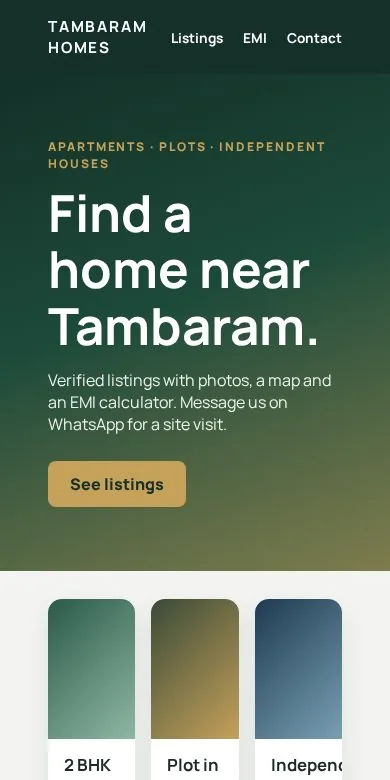 TAMBARAM
HOMES
Listings EMI Contact
APARTMENTS · PLOTS · INDEPENDENT
HOUSES
Find a
home near
Tambaram.
Verified listings with photos, a map and
an EMI calculator. Message us on
WhatsApp for a site visit.
See listings
2 BHK Plot in Independ